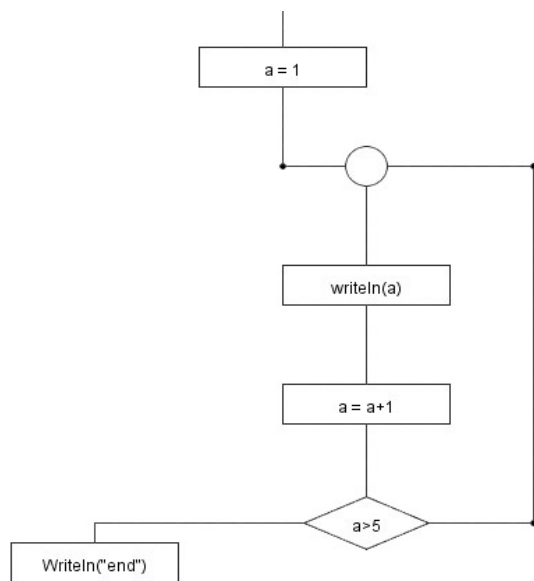 a = 1
writeln(a)
a = a+1
a>5
Writeln("end")